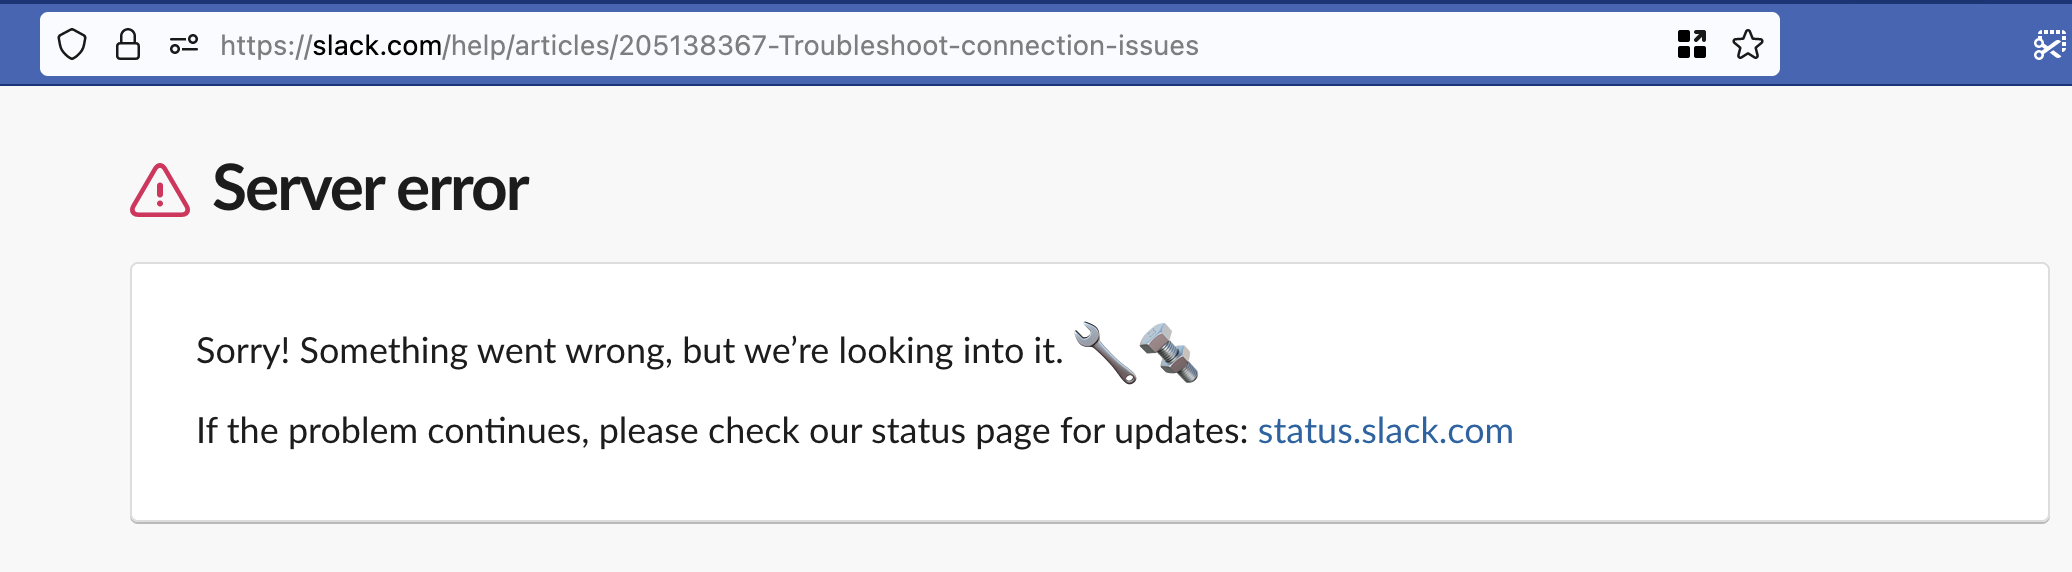 https://slack.com/help/articles/205138367-Troubleshoot-connection-issues
Server error
Sorry! Something went wrong, but we’re looking into it.
If the problem continues, please check our status page for updates: status.slack.com